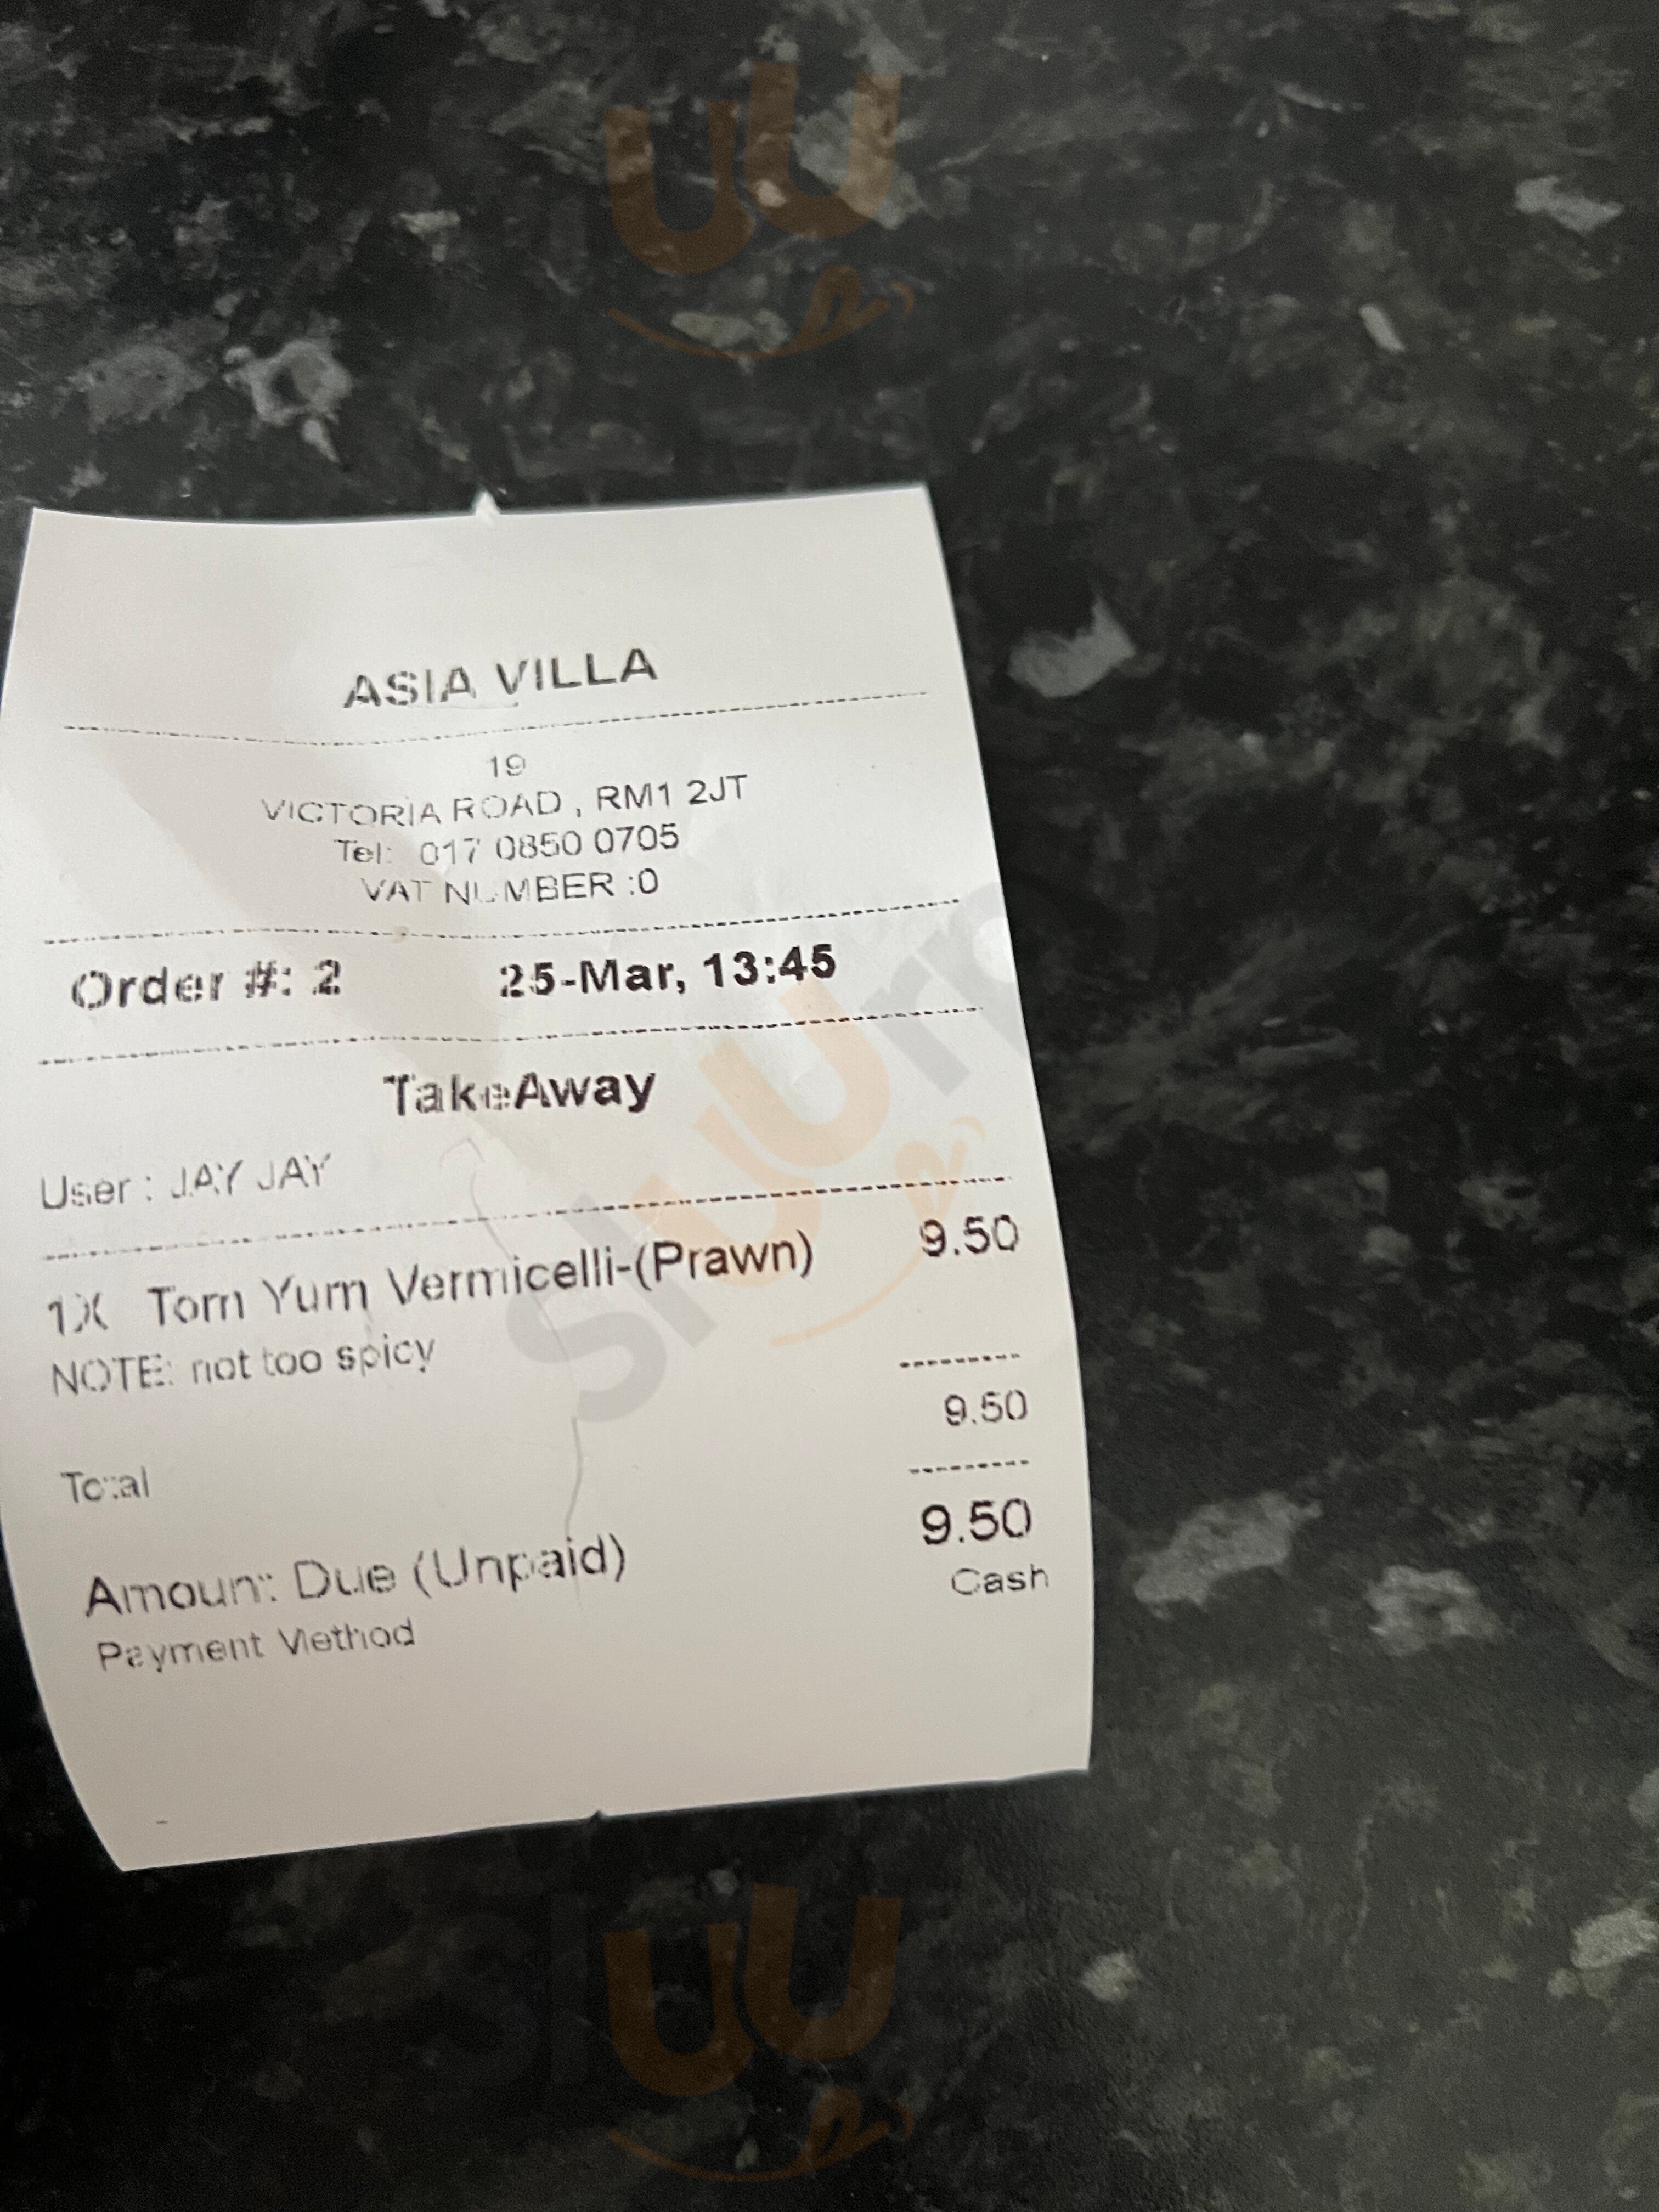 ASIA VILLA
19
VICTORIA ROAD , RM1 2JT
Tel: 017 0850 0705
VAT NUMBER :0
Order #: 2 25-Mar, 13:45
TakeAway
User : JAY JAY
1X Tom Yum Vermicelli-(Prawn) 9.50
NOTE: not too spicy
9.50
Total
Amount Due (Unpaid) 9.50
Payment Method Cash